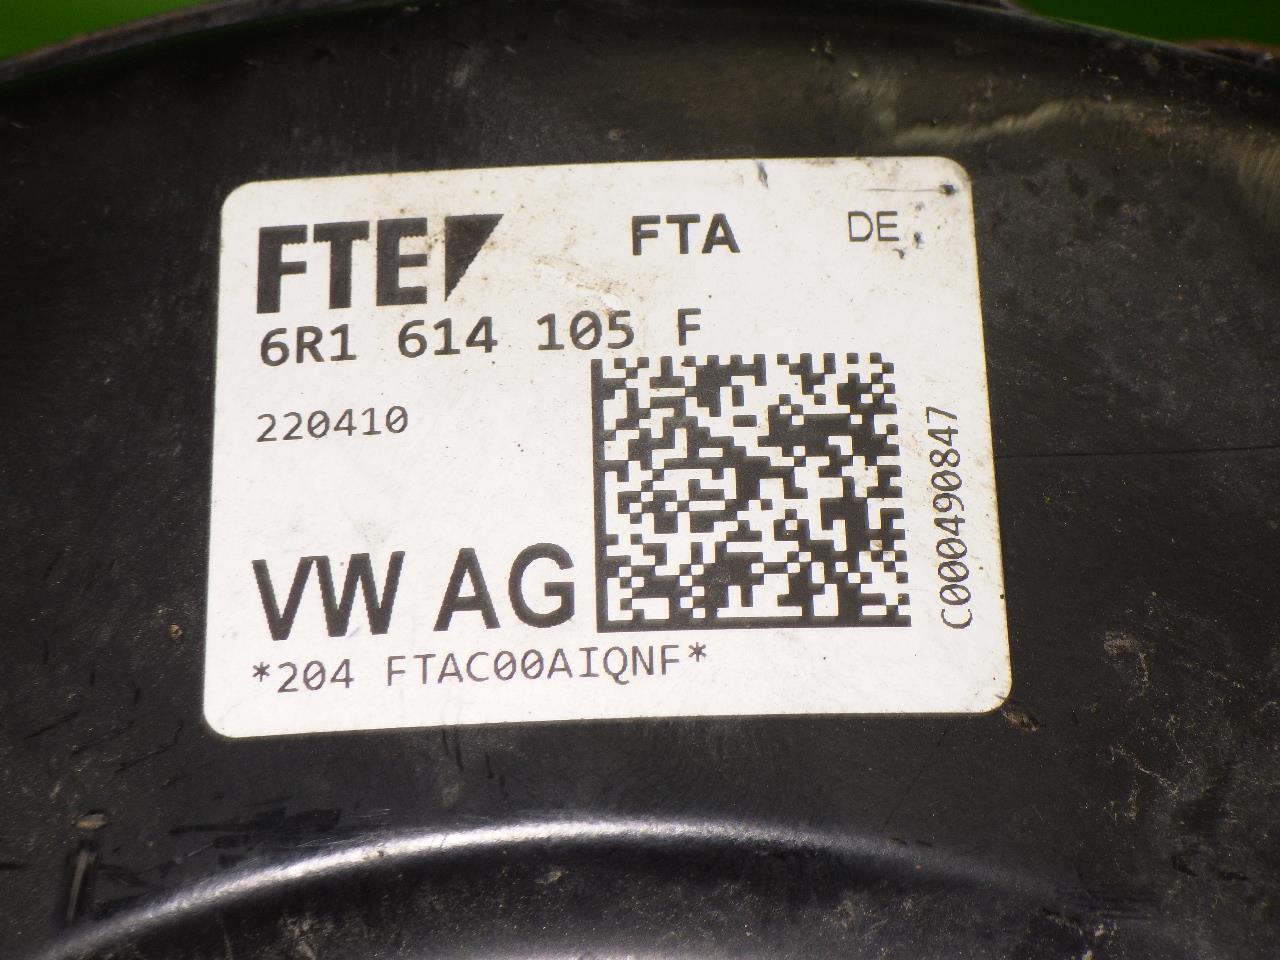 FTE FTA DE
6R1 614 105 F
220410
C000490847
VW AG
*204 FTAC00AIQNF*